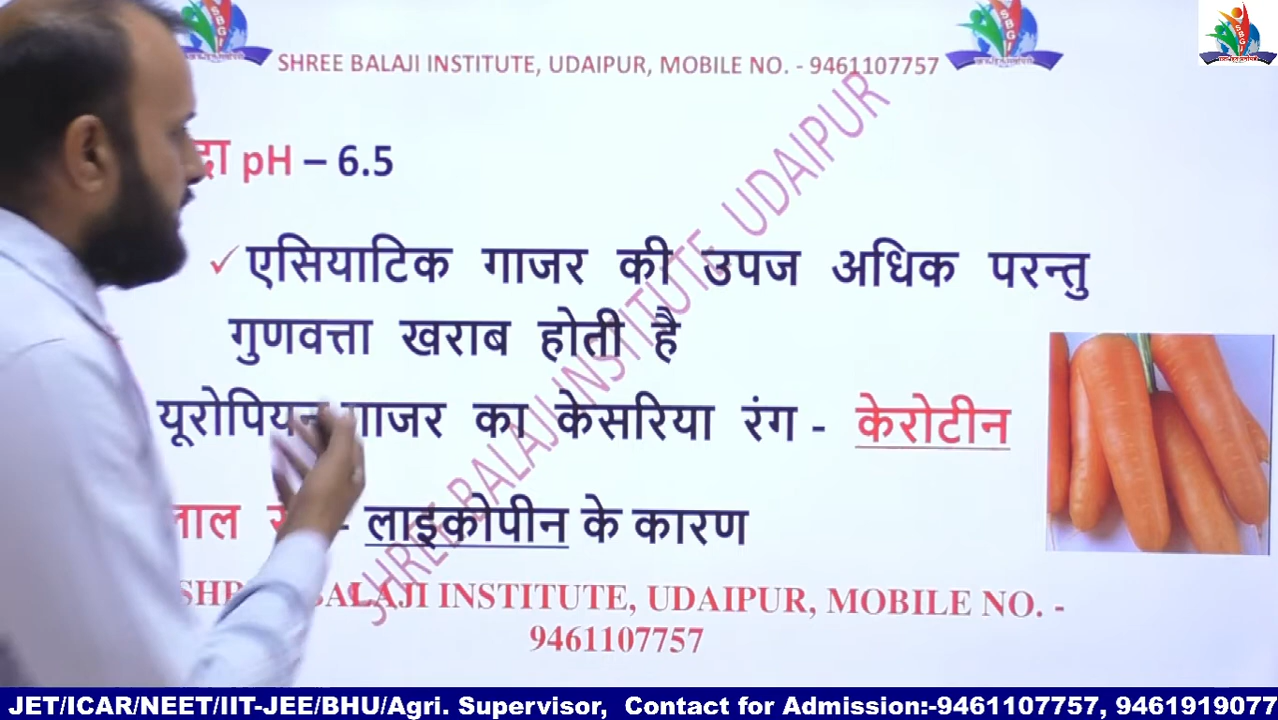 SHREE BALAJI INSTITUTE, UDAIPUR, MOBILE NO. - 9461107757
pH – 6.5
✓ एसियाटिक गाजर की उपज अधिक परन्तु
गुणवत्ता खराब होती है
यूरोपियन गाजर का केसरिया रंग - केरोटीन
लाल - लाइकोपीन के कारण
SHREE BALAJI INSTITUTE, UDAIPUR
BALAJI INSTITUTE, UDAIPUR, MOBILE NO. -
9461107757
JET/ICAR/NEET/IIT-JEE/BHU/Agri. Supervisor, Contact for Admission:-9461107757, 9461919077